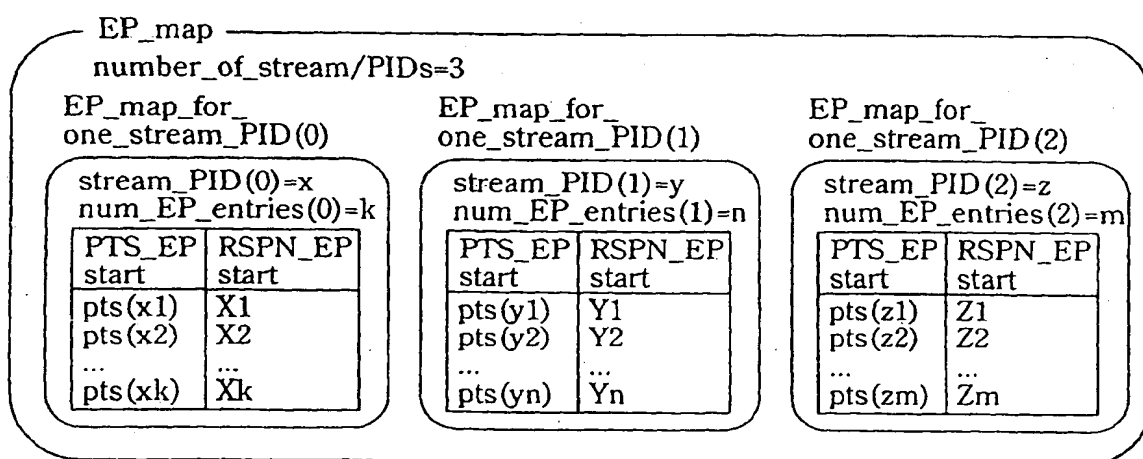 EP_map
number_of_stream/PIDs=3
EP_map_for_
one_stream_PID(0)
stream_PID(0)=x
num_EP_entries(0)=k
PTS_EP RSPN_EP
start start
pts(x1) X1
pts(x2) X2
... ...
pts(xk) Xk
EP_map_for_
one_stream_PID(1)
stream_PID(1)=y
num_EP_entries(1)=n
PTS_EP RSPN_EP
start start
pts(y1) Y1
pts(y2) Y2
... ...
pts(yn) Yn
EP_map_for_
one_stream_PID(2)
stream_PID(2)=z
num_EP_entries(2)=m
PTS_EP RSPN_EP
start start
pts(z1) Z1
pts(z2) Z2
... ...
pts(zm) Zm